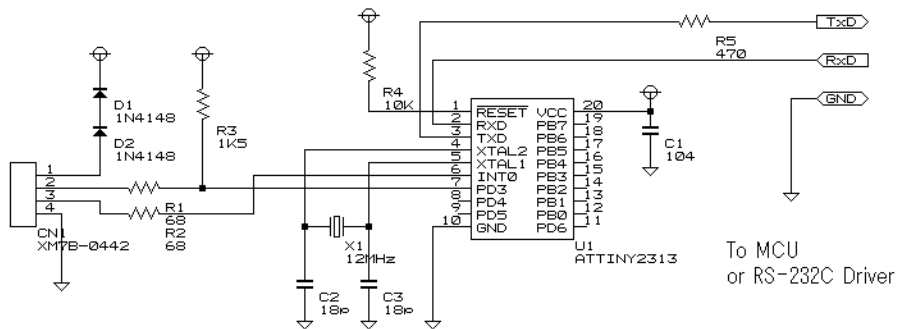 TxD
R5
470
RxD
GND
R4
10K
D1
1N4148
D2
1N4148
R3
1K5
1 RESET VCC 20
2 RXD PB7 19
3 TXD PB6 18
4 XTAL2 PB5 17
5 XTAL1 PB4 16
6 INT0 PB3 15
7 PD3 PB2 14
8 PD4 PB1 13
9 PD5 PB0 12
10 GND PD6 11
U1
ATTINY2313
C1
104
1
2
3
4
CN1
XM7B-0442
R1
68
R2
68
X1
12MHz
C2
18p
C3
18p
To MCU
or RS-232C Driver